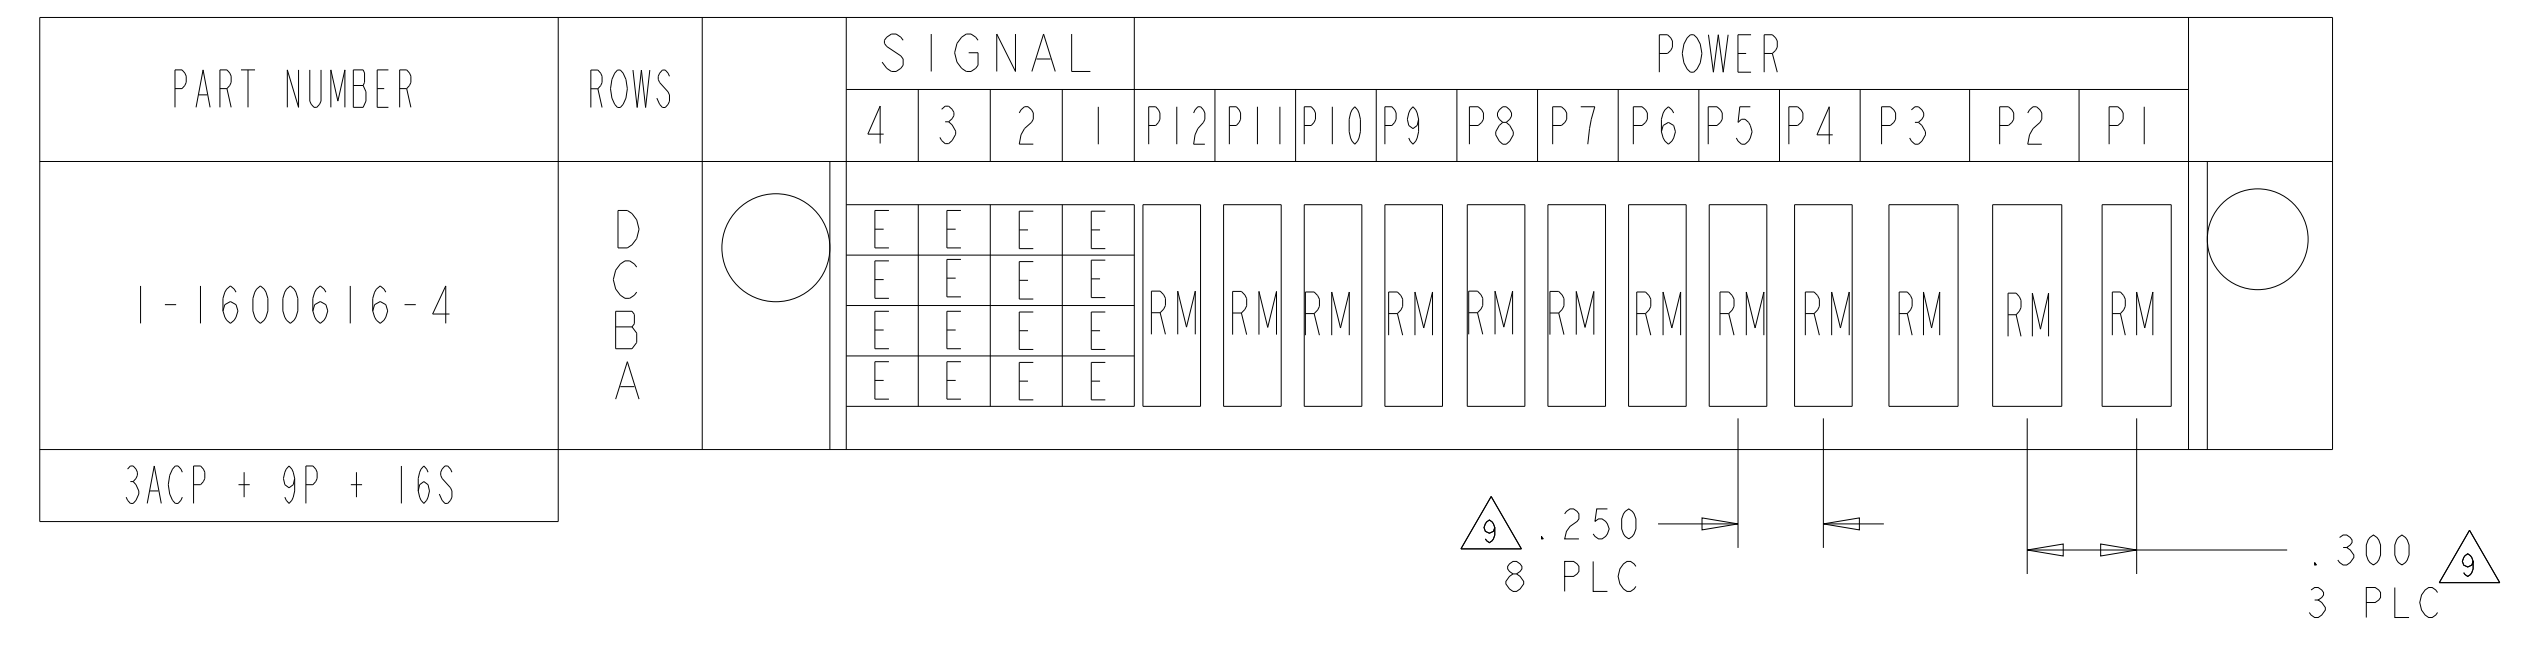 PART NUMBER ROWS SIGNAL POWER
4 3 2 1 P12 P11 P10 P9 P8 P7 P6 P5 P4 P3 P2 P1
D E E E E
C E E E E
1-1600616-4 RM RM RM RM RM RM RM RM RM RM RM RM
B E E E E
A E E E E
3ACP + 9P + 16S
9 .250
8 PLC
.300 9
3 PLC